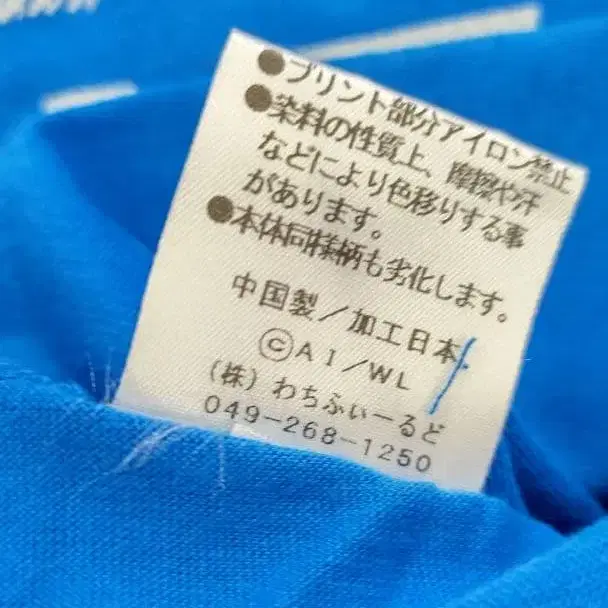 ●プリント部分アイロン禁止
●染料の性質上、摩擦や汗
などにより色移りする事
があります。
●本体同様柄も劣化します。
中国製／加工日本
©AI／WL
(株)わちふぃーるど
049-268-1250